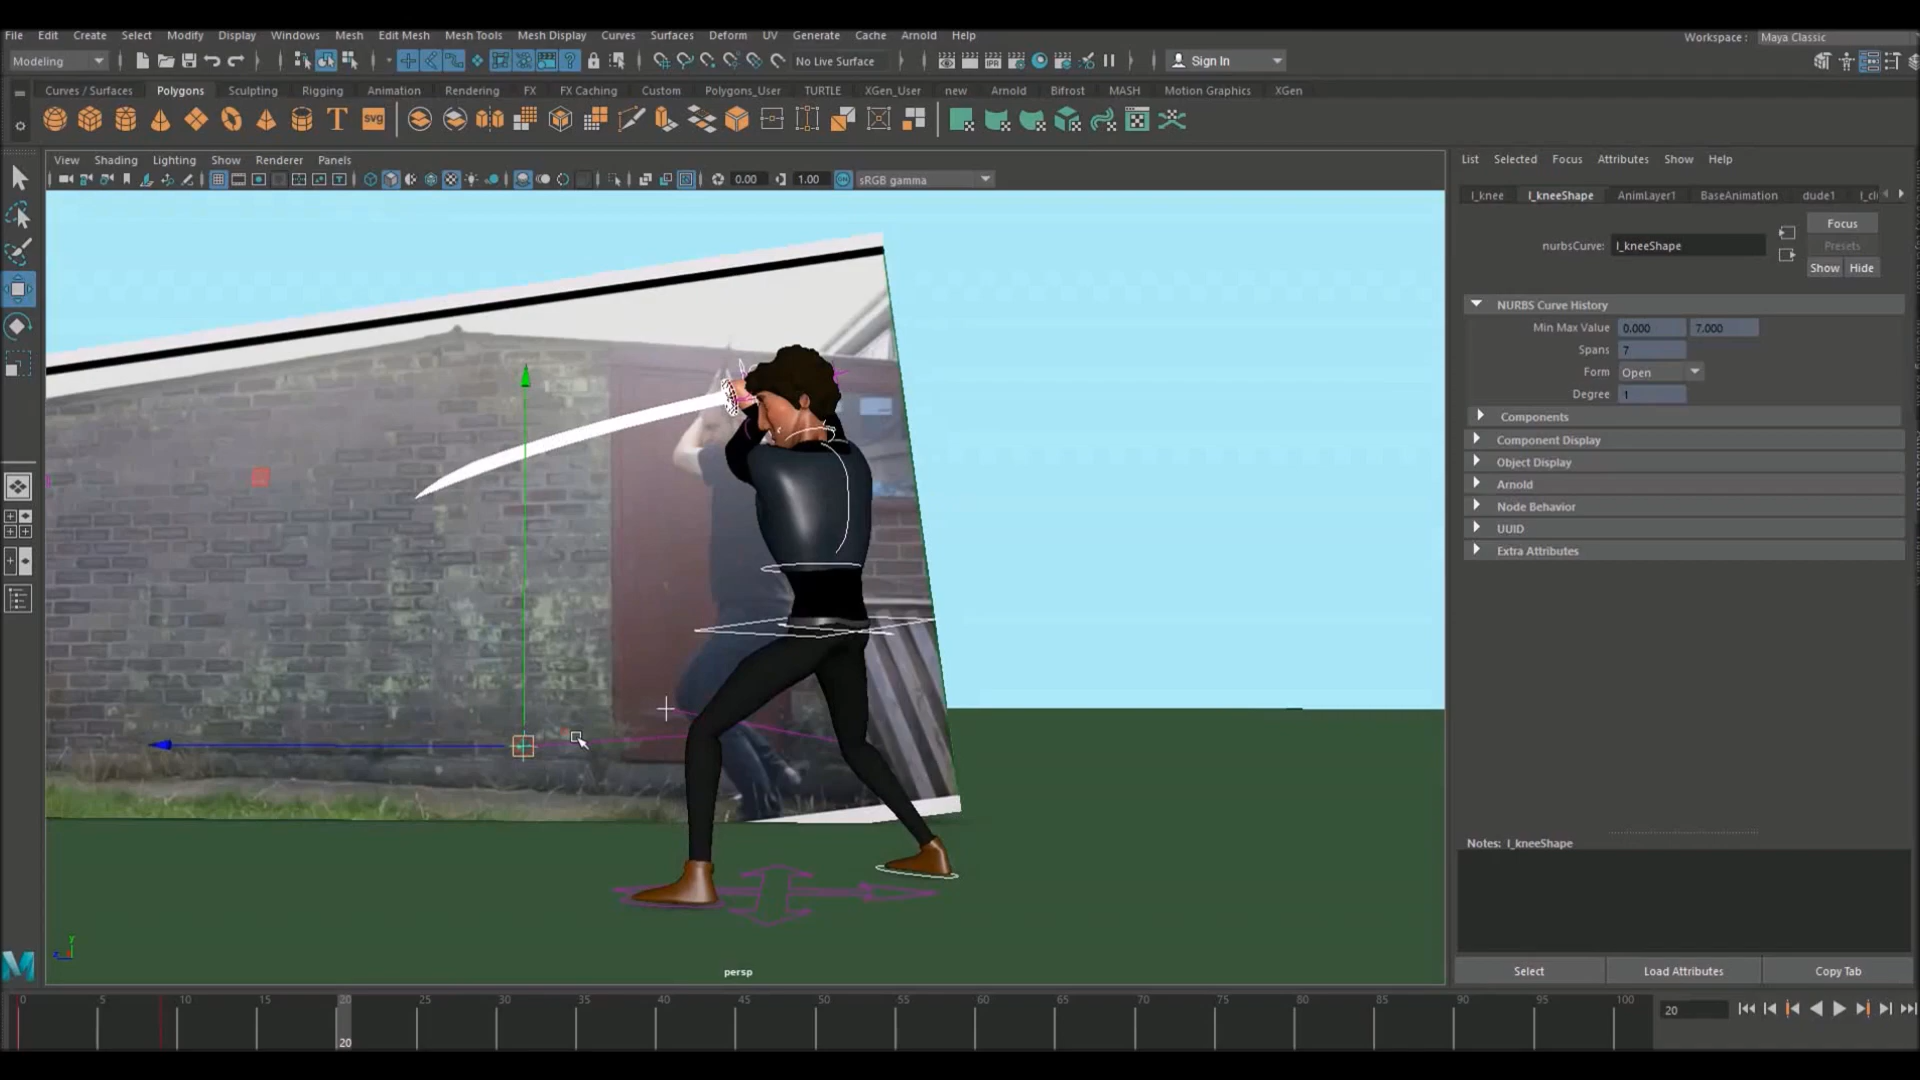 File Edit Create Select Modify Display Windows Mesh Edit Mesh Mesh Tools Mesh Display Curves Surfaces Deform UV Generate Cache Arnold Help
Workspace : Maya Classic
Modeling
No Live Surface
Sign In
Curves / Surfaces Polygons Sculpting Rigging Animation Rendering FX FX Caching Custom Polygons_User TURTLE XGen_User new Arnold Bifrost MASH Motion Graphics XGen
T SVG
IPR
View Shading Lighting Show Renderer Panels
0.00 1.00 sRGB gamma
List Selected Focus Attributes Show Help
l_knee l_kneeShape AnimLayer1 BaseAnimation dude1
Focus
nurbsCurve: l_kneeShape
Presets
Show Hide
NURBS Curve History
Min Max Value 0.000 7.000
Spans 7
Form Open
Degree 1
Components
Component Display
Object Display
Arnold
Node Behavior
UUID
Extra Attributes
Notes: l_kneeShape
Select Load Attributes Copy Tab
y
z
persp
0 5 10 15 20 25 30 35 40 45 50 55 60 65 70 75 80 85 90 95 100
20
20